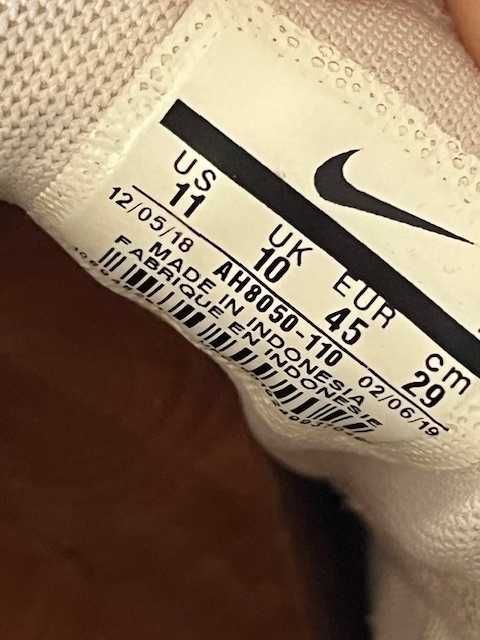 US UK EUR cm
11 10 45 29
12/05/18 AH8050-110 02/06/19
MADE IN INDONESIA
FABRIQUE EN INDONESIE